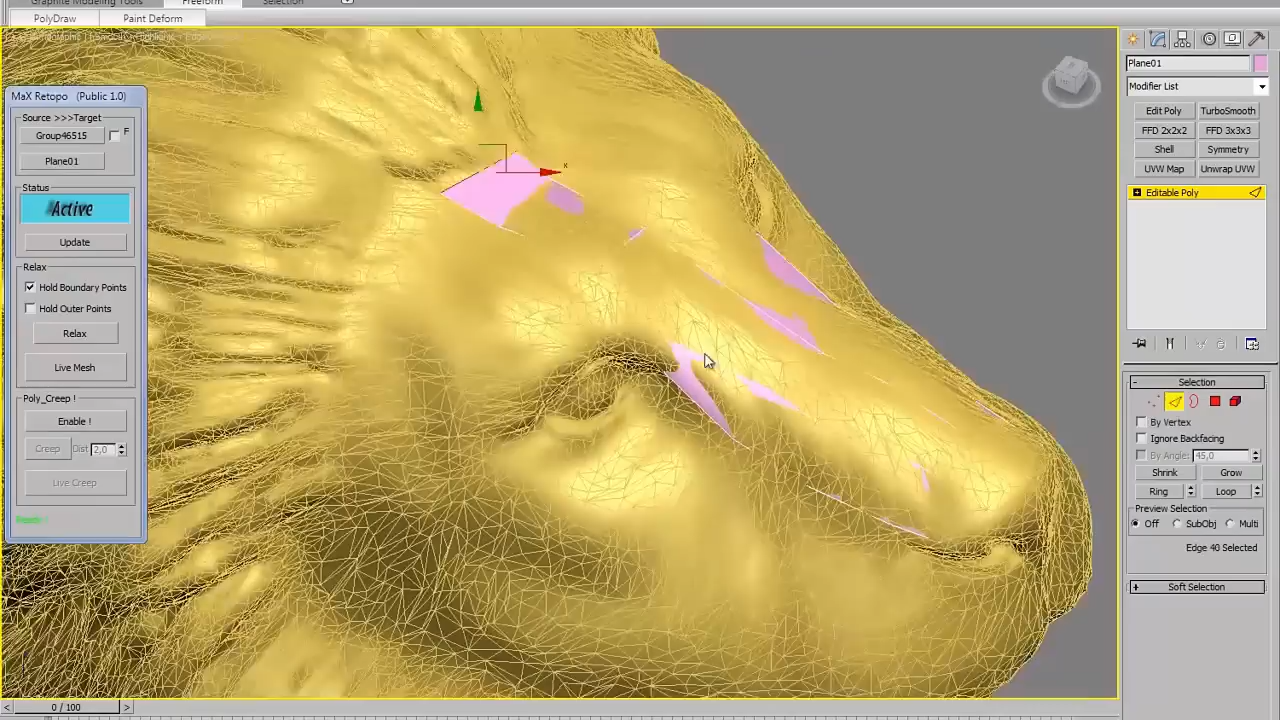 Graphite Modeling Tools Freeform Selection
PolyDraw Paint Deform
MaX Retopo (Public 1.0)
Source >>>Target
Group46515 F
Plane01
Status
Active
Update
Relax
Hold Boundary Points
Hold Outer Points
Relax
Live Mesh
Poly_Creep !
Enable !
Creep Dist 2,0
Live Creep
x
0 / 100
Plane01
Modifier List
Edit Poly TurboSmooth
FFD 2x2x2 FFD 3x3x3
Shell Symmetry
UVW Map Unwrap UVW
Editable Poly
Selection
By Vertex
Ignore Backfacing
By Angle: 45,0
Shrink Grow
Ring Loop
Preview Selection
Off SubObj Multi
Edge 40 Selected
Soft Selection